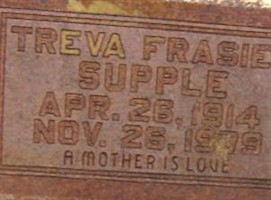 TREVA FRASIE
SUPPLE
APR. 26, 1914
NOV. 26, 1979
A MOTHER IS LOVE